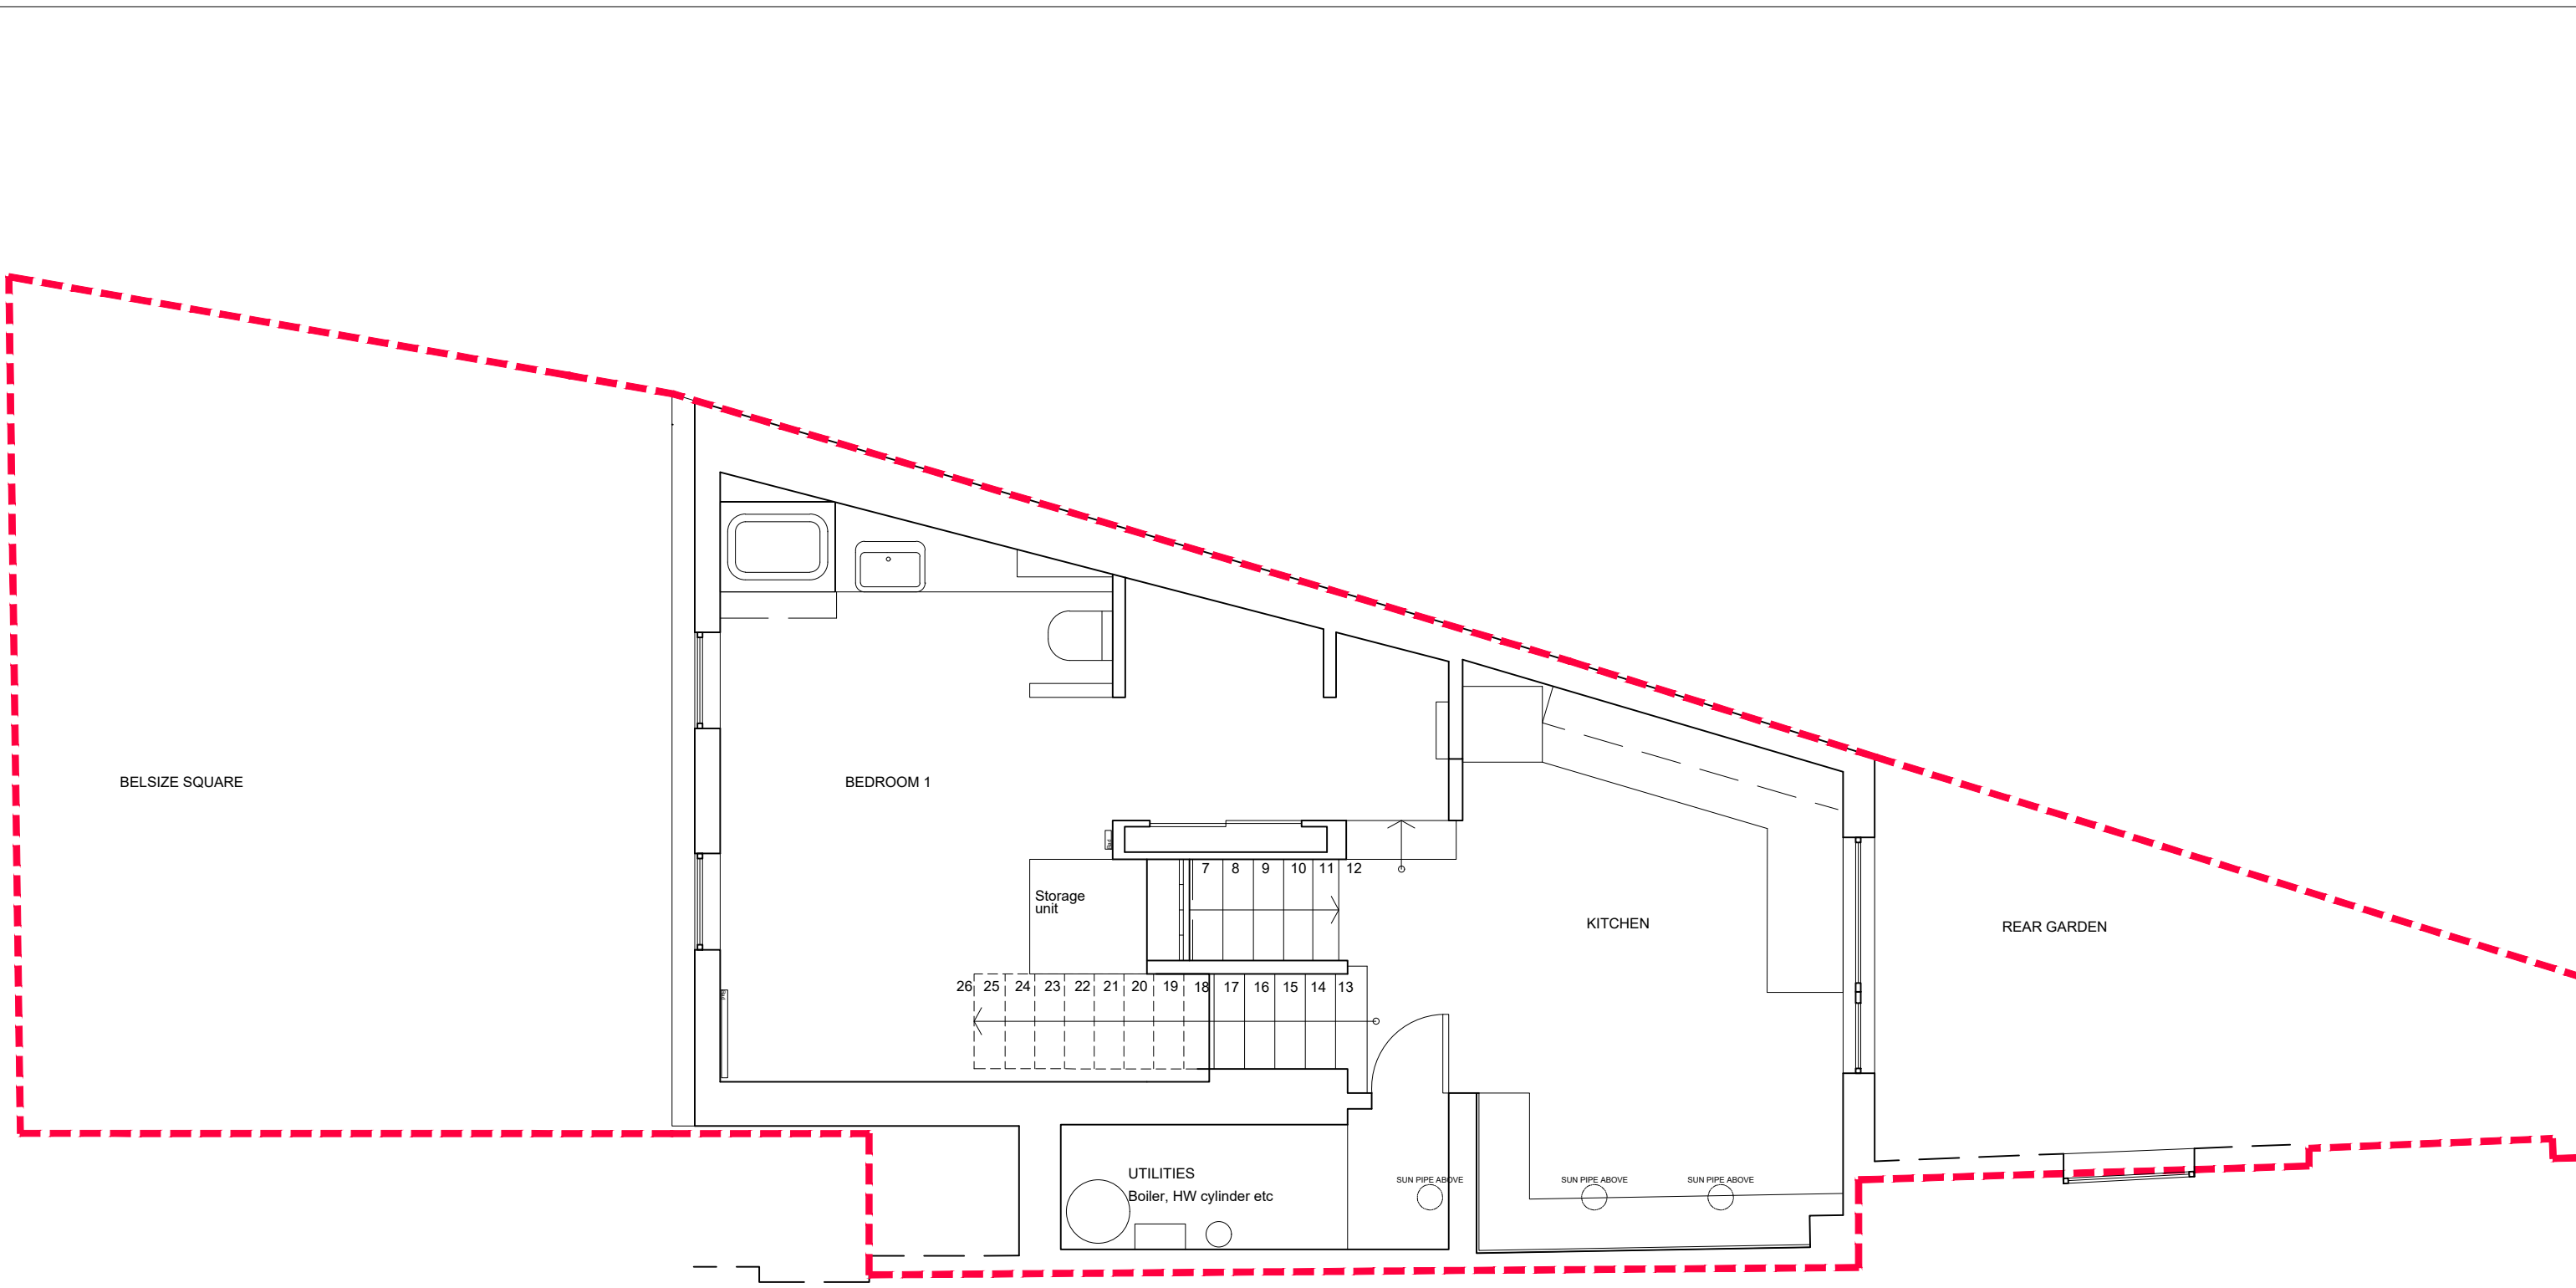 BELSIZE SQUARE
BEDROOM 1
Storage
unit
7 8 9 10 11 12
KITCHEN
REAR GARDEN
26 25 24 23 22 21 20 19 18 17 16 15 14 13
UTILITIES
Boiler, HW cylinder etc
SUN PIPE ABOVE
SUN PIPE ABOVE
SUN PIPE ABOVE